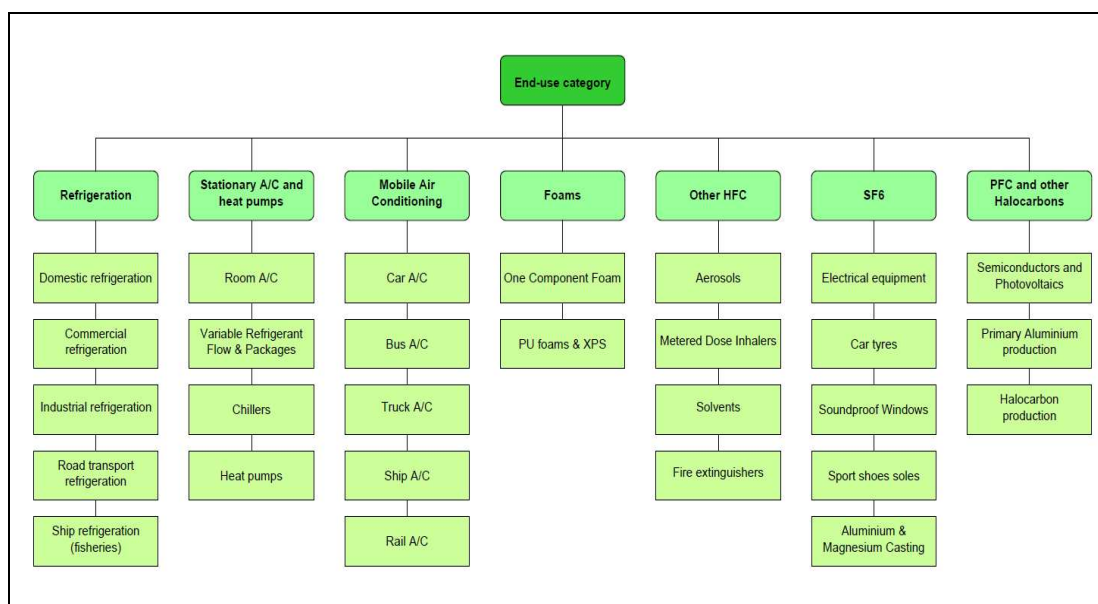 End-use category
Refrigeration
Domestic refrigeration
Commercial
refrigeration
Industrial refrigeration
Road transport
refrigeration
Ship refrigeration
(fisheries)
Stationary A/C and
heat pumps
Room A/C
Variable Refrigerant
Flow & Packages
Chillers
Heat pumps
Mobile Air
Conditioning
Car A/C
Bus A/C
Truck A/C
Ship A/C
Rail A/C
Foams
One Component Foam
PU foams & XPS
Other HFC
Aerosols
Metered Dose Inhalers
Solvents
Fire extinguishers
SF6
Electrical equipment
Car tyres
Soundproof Windows
Sport shoes soles
Aluminium &
Magnesium Casting
PFC and other
Halocarbons
Semiconductors and
Photovoltaics
Primary Aluminium
production
Halocarbon
production